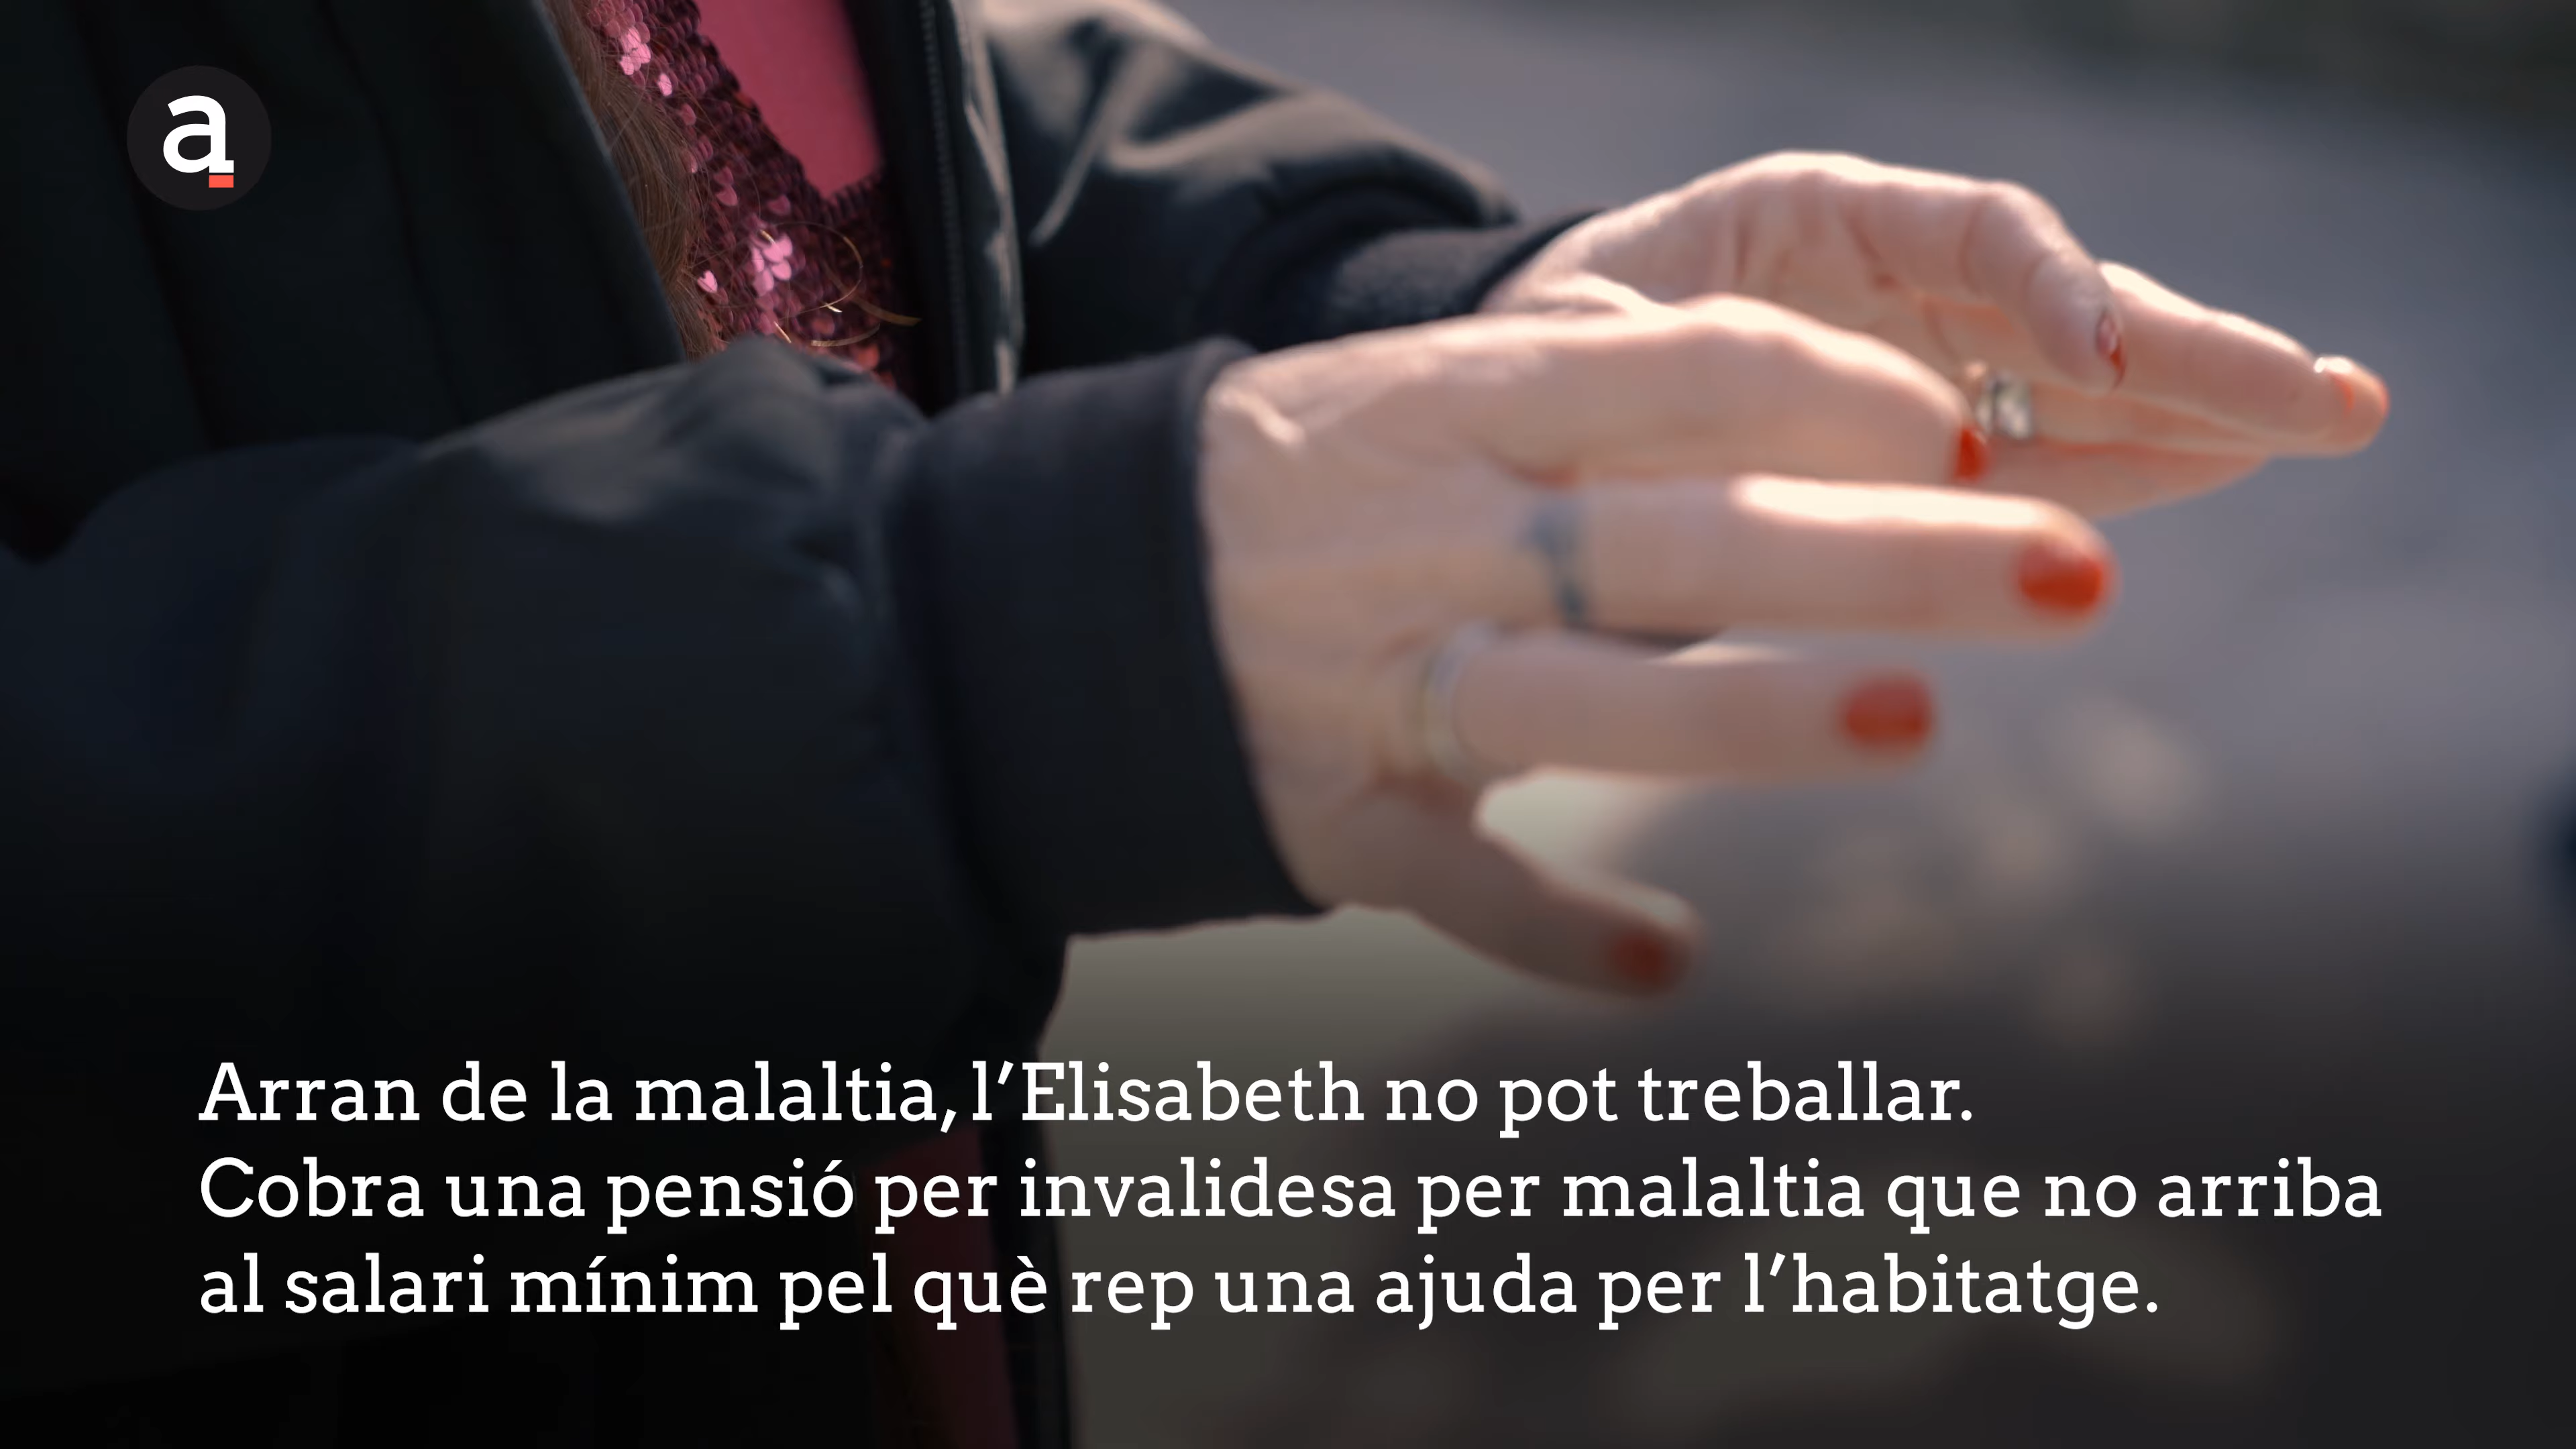 a
Arran de la malaltia, l’Elisabeth no pot treballar.
Cobra una pensió per invalidesa per malaltia que no arriba
al salari mínim pel què rep una ajuda per l’habitatge.